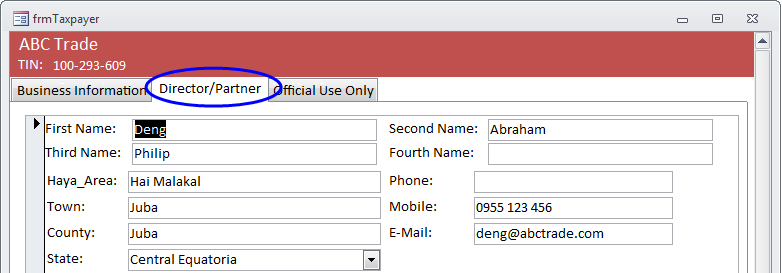 frmTaxpayer
ABC Trade
TIN: 100-293-609
Business Information Director/Partner Official Use Only
First Name: Deng Second Name: Abraham
Third Name: Philip Fourth Name:
Haya_Area: Hai Malakal Phone:
Town: Juba Mobile: 0955 123 456
County: Juba E-Mail: deng@abctrade.com
State: Central Equatoria